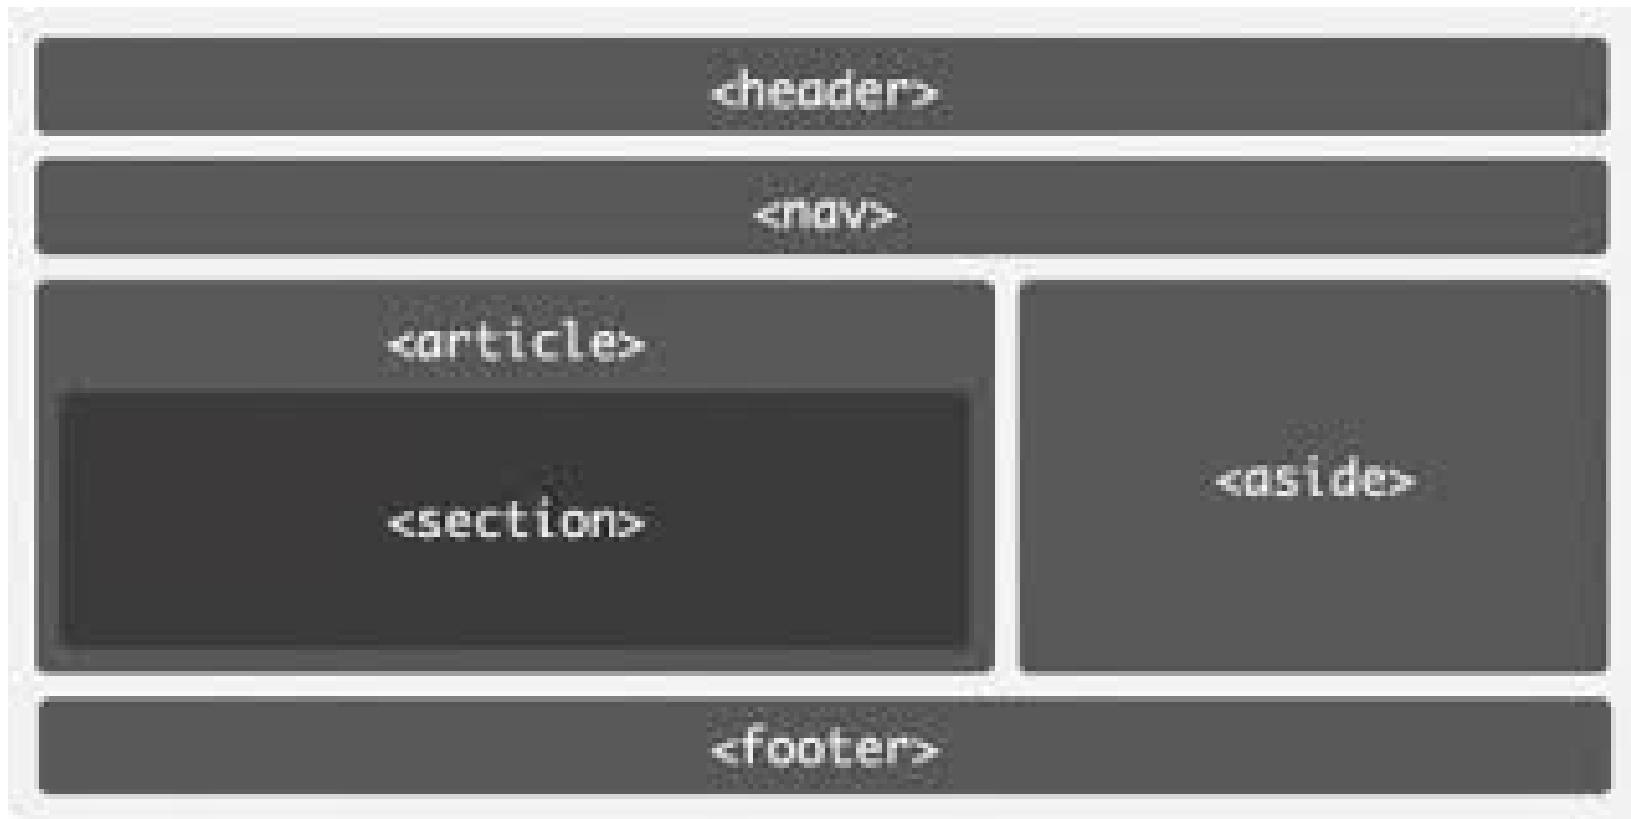 <header>
<nav>
<article>
<section>
<aside>
<footer>